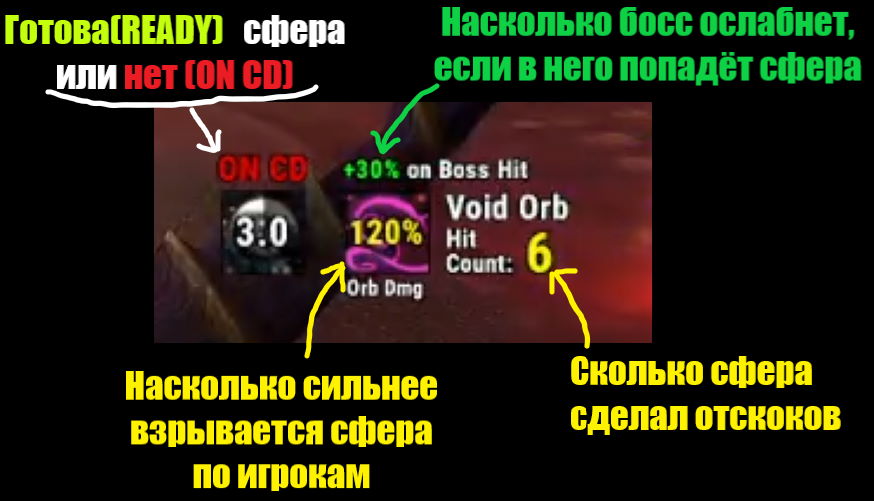 Готова(READY) сфера
или нет (ON CD)
Насколько босс ослабнет,
если в него попадёт сфера
ON CD
+30% on Boss Hit
3.0
120%
Void Orb
Hit
Count: 6
Orb Dmg
Насколько сильнее
взрывается сфера
по игрокам
Сколько сфера
сделал отскоков